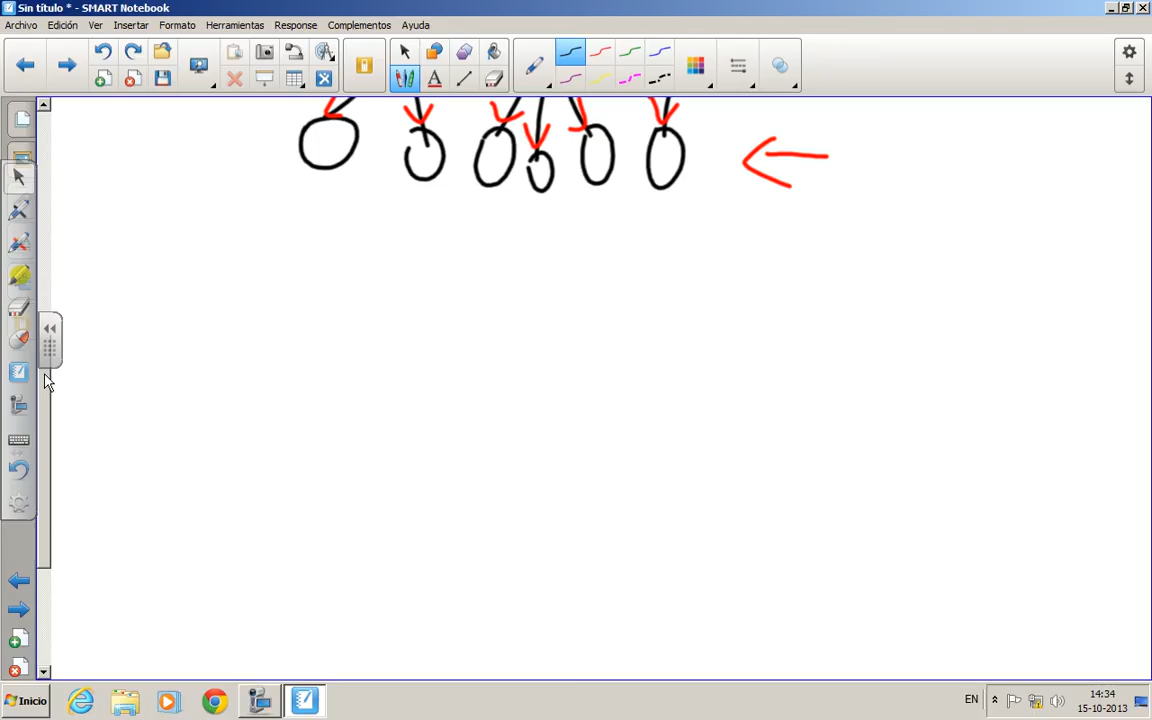 Sin título * - SMART Notebook
Archivo Edición Ver Insertar Formato Herramientas Response Complementos Ayuda
A
Inicio
EN
14:34
15-10-2013